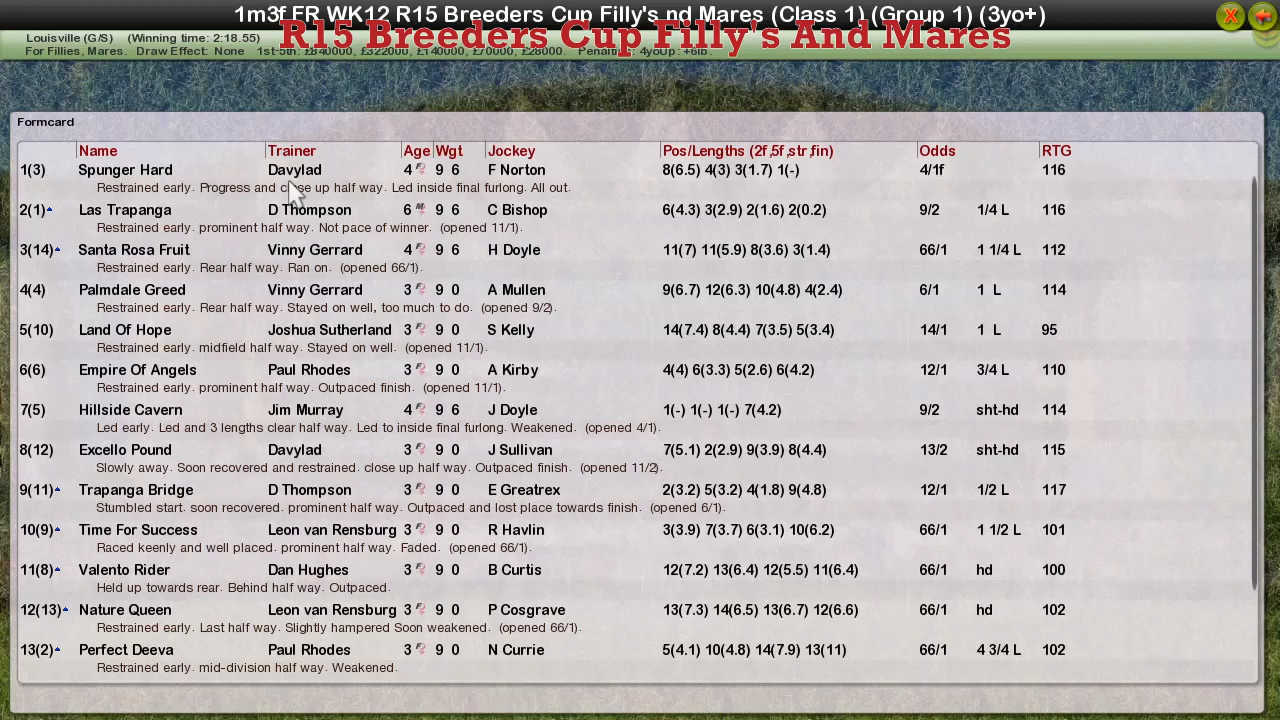 1m3f FR WK12 R15 Breeders Cup Filly's nd Mares (Class 1) (Group 1) (3yo+)
R15 Breeders Cup Filly's And Mares
Louisville (G/S) (Winning time: 2:18.55)
For Fillies, Mares. Draw Effect: None 1st-5th: £840000, £322000, £140000, £70000, £28000. Penalties: 4yoUp: +6lb.
Formcard
Name Trainer Age Wgt Jockey Pos/Lengths (2f,5f,str,fin) Odds RTG
1(3) Spunger Hard Davylad 4 F 9 6 F Norton 8(6.5) 4(3) 3(1.7) 1(-) 4/1f 116
Restrained early. Progress and close up half way. Led inside final furlong. All out.
2(1) Las Trapanga D Thompson 6 M 9 6 C Bishop 6(4.3) 3(2.9) 2(1.6) 2(0.2) 9/2 1/4 L 116
Restrained early. prominent half way. Not pace of winner. (opened 11/1).
3(14) Santa Rosa Fruit Vinny Gerrard 4 F 9 6 H Doyle 11(7) 11(5.9) 8(3.6) 3(1.4) 66/1 1 1/4 L 112
Restrained early. Rear half way. Ran on. (opened 66/1).
4(4) Palmdale Greed Vinny Gerrard 3 F 9 0 A Mullen 9(6.7) 12(6.3) 10(4.8) 4(2.4) 6/1 1 L 114
Restrained early. Rear half way. Stayed on well, too much to do. (opened 9/2).
5(10) Land Of Hope Joshua Sutherland 3 F 9 0 S Kelly 14(7.4) 8(4.4) 7(3.5) 5(3.4) 14/1 1 L 95
Restrained early. midfield half way. Stayed on well. (opened 11/1).
6(6) Empire Of Angels Paul Rhodes 3 F 9 0 A Kirby 4(4) 6(3.3) 5(2.6) 6(4.2) 12/1 3/4 L 110
Restrained early. prominent half way. Outpaced finish. (opened 11/1).
7(5) Hillside Cavern Jim Murray 4 F 9 6 J Doyle 1(-) 1(-) 1(-) 7(4.2) 9/2 sht-hd 114
Led early. Led and 3 lengths clear half way. Led to inside final furlong. Weakened. (opened 4/1).
8(12) Excello Pound Davylad 3 F 9 0 J Sullivan 7(5.1) 2(2.9) 9(3.9) 8(4.4) 13/2 sht-hd 115
Slowly away. Soon recovered and restrained. close up half way. Outpaced finish. (opened 11/2).
9(11) Trapanga Bridge D Thompson 3 F 9 0 E Greatrex 2(3.2) 5(3.2) 4(1.8) 9(4.8) 12/1 1/2 L 117
Stumbled start. soon recovered. prominent half way. Outpaced and lost place towards finish. (opened 6/1).
10(9) Time For Success Leon van Rensburg 3 F 9 0 R Havlin 3(3.9) 7(3.7) 6(3.1) 10(6.2) 66/1 1 1/2 L 101
Raced keenly and well placed. prominent half way. Faded. (opened 66/1).
11(8) Valento Rider Dan Hughes 3 F 9 0 B Curtis 12(7.2) 13(6.4) 12(5.5) 11(6.4) 66/1 hd 100
Held up towards rear. Behind half way. Outpaced.
12(13) Nature Queen Leon van Rensburg 3 F 9 0 P Cosgrave 13(7.3) 14(6.5) 13(6.7) 12(6.6) 66/1 hd 102
Restrained early. Last half way. Slightly hampered Soon weakened. (opened 66/1).
13(2) Perfect Deeva Paul Rhodes 3 F 9 0 N Currie 5(4.1) 10(4.8) 14(7.9) 13(11) 66/1 4 3/4 L 102
Restrained early. mid-division half way. Weakened.